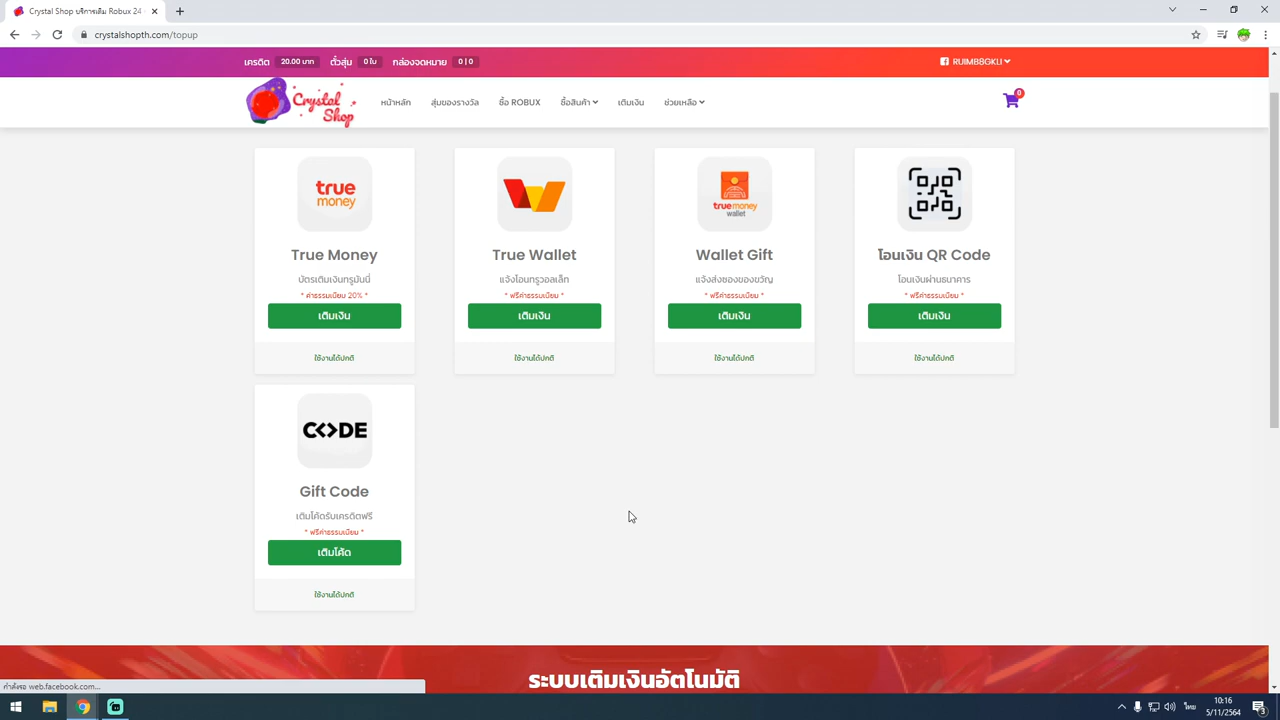 Crystal Shop บริการเติม Robux 24
crystalshopth.com/topup
เครดิต 20.00 บาท ตั๋วสุ่ม 0 ใบ กล่องจดหมาย 0 | 0
RUIMB8GKLI
Crystal Shop
หน้าหลัก สุ่มของรางวัล ซื้อ ROBUX ซื้อสินค้า เติมเงิน ช่วยเหลือ
0
true money
true money wallet
True Money True Wallet Wallet Gift โอนเงิน QR Code
บัตรเติมเงินทรูมันนี่ แจ้งโอนทรูวอลเล็ท แจ้งส่งซองของขวัญ โอนเงินผ่านธนาคาร
* ค่าธรรมเนียม 20% * * ฟรีค่าธรรมเนียม * * ฟรีค่าธรรมเนียม * * ฟรีค่าธรรมเนียม *
เติมเงิน เติมเงิน เติมเงิน เติมเงิน
ใช้งานได้ปกติ ใช้งานได้ปกติ ใช้งานได้ปกติ ใช้งานได้ปกติ
C<>DE
Gift Code
เติมโค้ดรับเครดิตฟรี
* ฟรีค่าธรรมเนียม *
เติมโค้ด
ใช้งานได้ปกติ
ระบบเติมเงินอัตโนมัติ
กำลังรอ web.facebook.com...
ไทย
10:16
5/11/2564
3